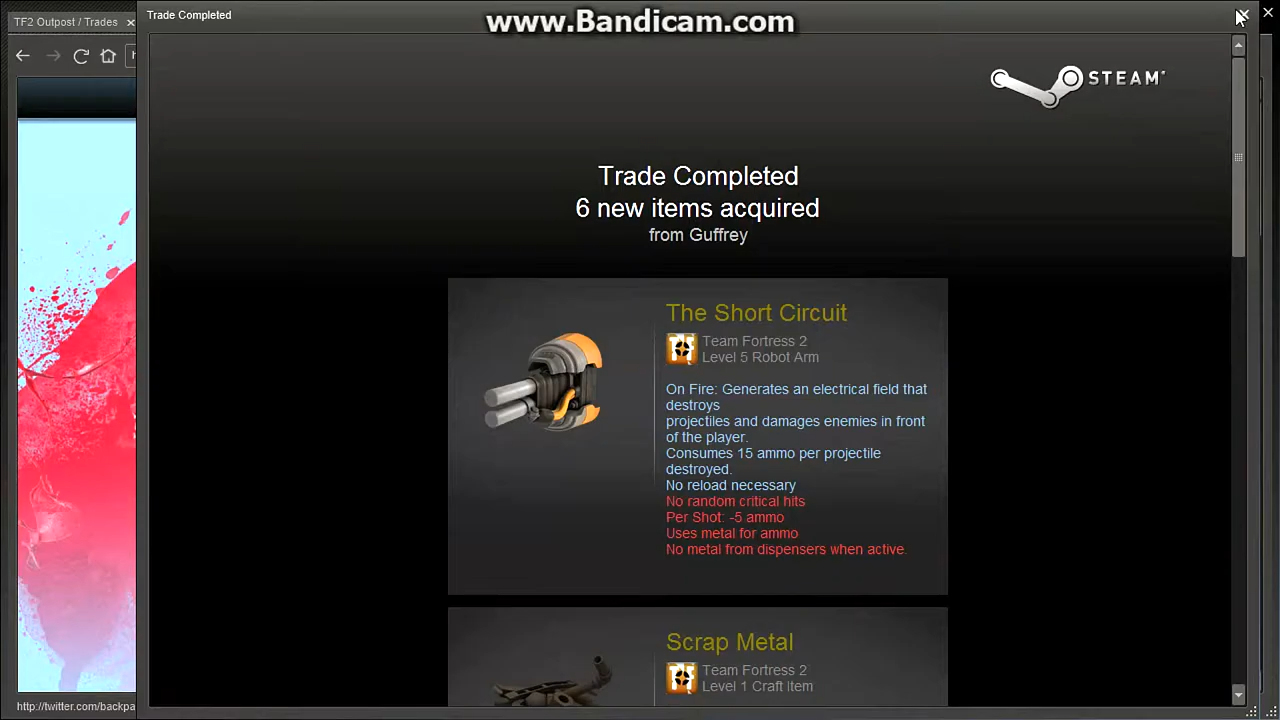 www.Bandicam.com
TF2 Outpost / Trades
Trade Completed
STEAM
Trade Completed
6 new items acquired
from Guffrey
The Short Circuit
Team Fortress 2
Level 5 Robot Arm
On Fire: Generates an electrical field that
destroys
projectiles and damages enemies in front
of the player.
Consumes 15 ammo per projectile
destroyed.
No reload necessary
No random critical hits
Per Shot: -5 ammo
Uses metal for ammo
No metal from dispensers when active.
Scrap Metal
Team Fortress 2
Level 1 Craft Item
http://twitter.com/backpa